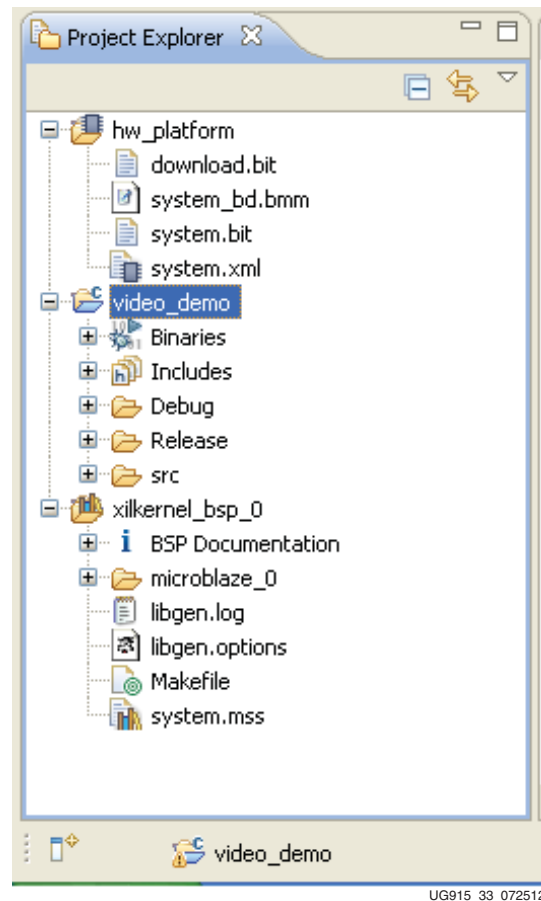 Project Explorer
hw_platform
download.bit
system_bd.bmm
system.bit
system.xml
video_demo
Binaries
Includes
Debug
Release
src
xilkernel_bsp_0
BSP Documentation
microblaze_0
libgen.log
libgen.options
Makefile
system.mss
video_demo
UG915_33_072512